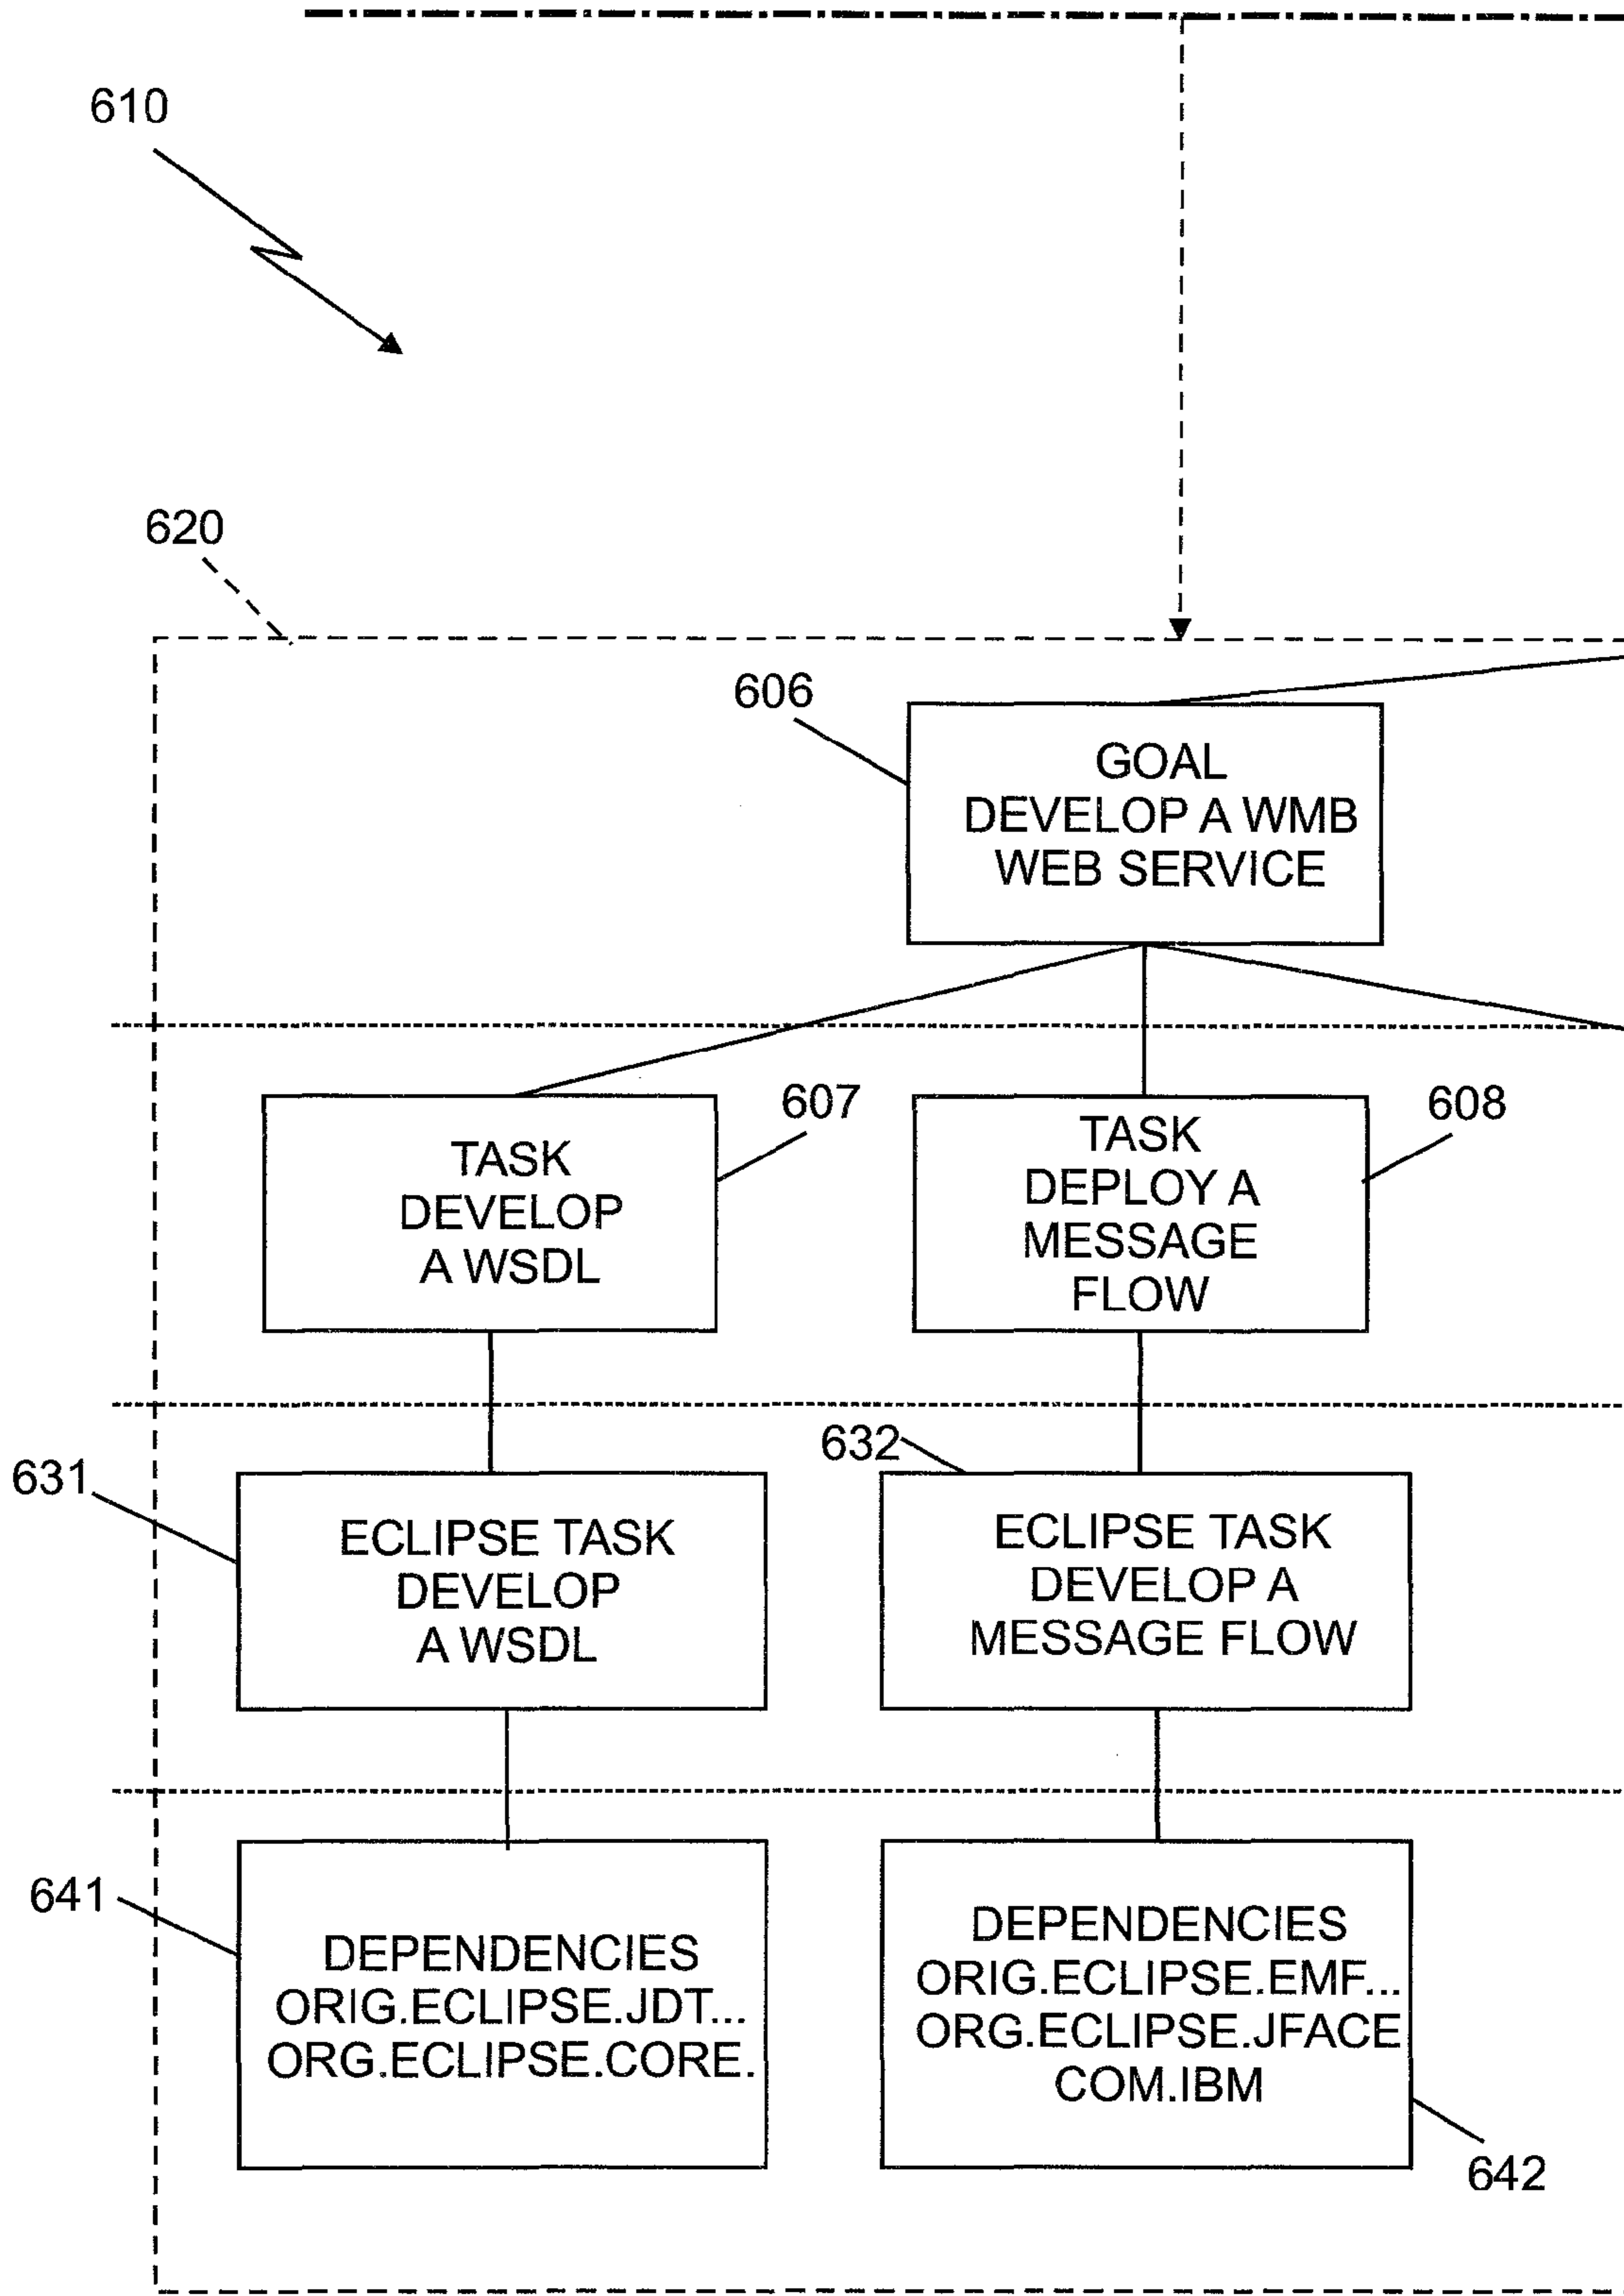 610
620
606
GOAL
DEVELOP A WMB
WEB SERVICE
607
TASK
DEVELOP
A WSDL
608
TASK
DEPLOY A
MESSAGE
FLOW
631
ECLIPSE TASK
DEVELOP
A WSDL
632
ECLIPSE TASK
DEVELOP A
MESSAGE FLOW
641
DEPENDENCIES
ORIG.ECLIPSE.JDT...
ORG.ECLIPSE.CORE.
DEPENDENCIES
ORIG.ECLIPSE.EMF...
ORG.ECLIPSE.JFACE
COM.IBM
642